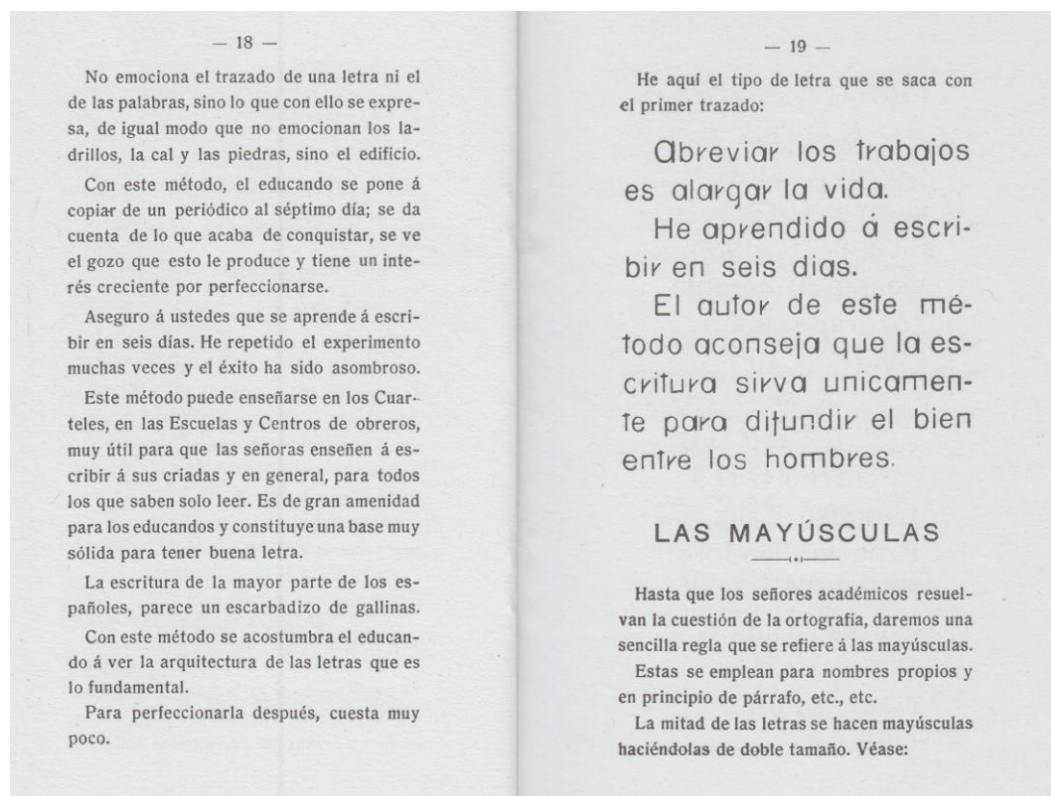 — 18 —
No emociona el trazado de una letra ni el
de las palabras, sino lo que con ello se expre-
sa, de igual modo que no emocionan los la-
drillos, la cal y las piedras, sino el edificio.
Con este método, el educando se pone á
copiar de un periódico al séptimo día; se da
cuenta de lo que acaba de conquistar, se ve
el gozo que esto le produce y tiene un inte-
rés creciente por perfeccionarse.
Aseguro á ustedes que se aprende á escri-
bir en seis días. He repetido el experimento
muchas veces y el éxito ha sido asombroso.
Este método puede enseñarse en los Cuar-
teles, en las Escuelas y Centros de obreros,
muy útil para que las señoras enseñen á es-
cribir á sus criadas y en general, para todos
los que saben solo leer. Es de gran amenidad
para los educandos y constituye una base muy
sólida para tener buena letra.
La escritura de la mayor parte de los es-
pañoles, parece un escarbadizo de gallinas.
Con este método se acostumbra el educan-
do á ver la arquitectura de las letras que es
lo fundamental.
Para perfeccionarla después, cuesta muy
poco.
— 19 —
He aquí el tipo de letra que se saca con
el primer trazado:
Abreviar los trabajos
es alargar la vida.
He aprendido á escri-
bir en seis dias.
El autor de este mé-
todo aconseja que la es-
critura sirva unicamen-
te para difundir el bien
entre los hombres.
LAS MAYÚSCULAS
Hasta que los señores académicos resuel-
van la cuestión de la ortografía, daremos una
sencilla regla que se refiere á las mayúsculas.
Estas se emplean para nombres propios y
en principio de párrafo, etc., etc.
La mitad de las letras se hacen mayúsculas
haciéndolas de doble tamaño. Véase: